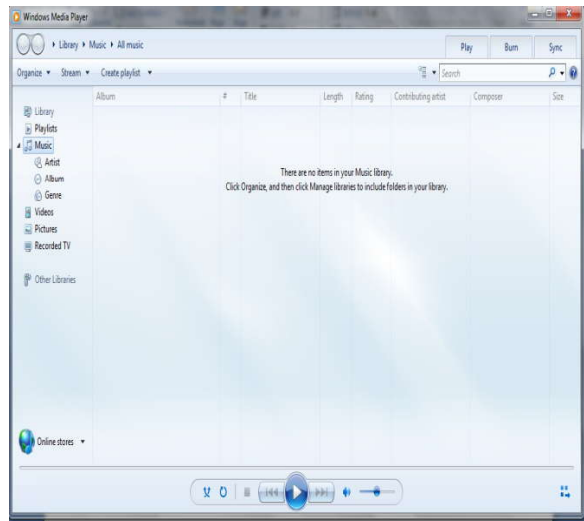 Windows Media Player
Library Music All music
Play Burn Sync
Organize Stream Create playlist Search
Album # Title Length Rating Contributing artist Composer Size
Library
Playlists
Music
Artist
Album
Genre
Videos
Pictures
Recorded TV
Other Libraries
There are no items in your Music library.
Click Organize, and then click Manage libraries to include folders in your library.
Online stores